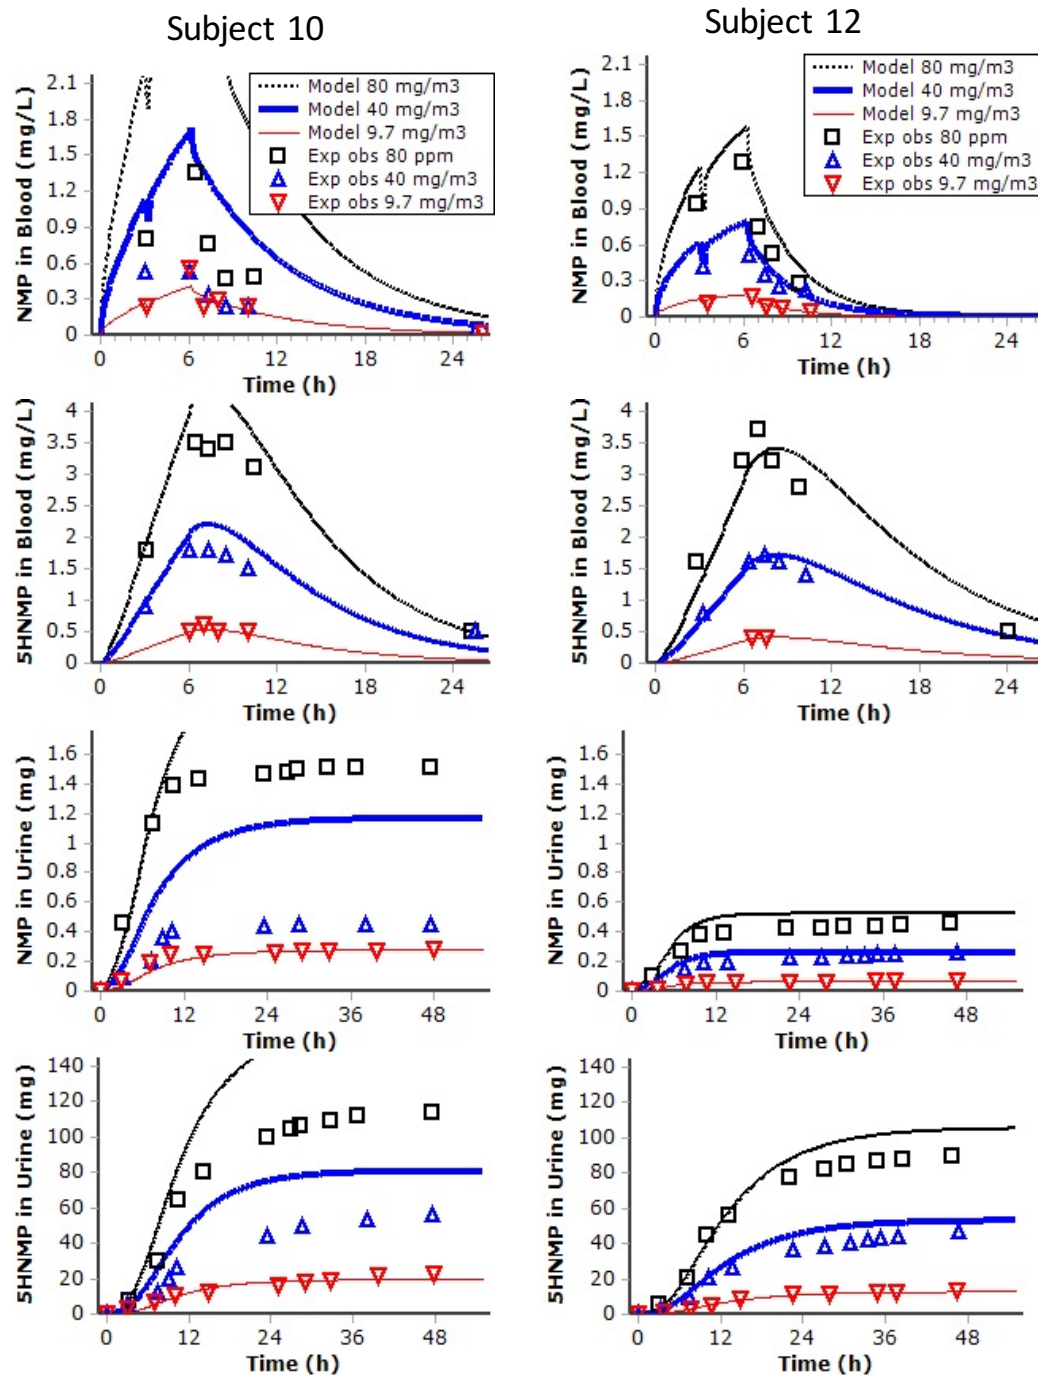 Subject 10
Subject 12
NMP in Blood (mg/L)
2.1
1.8
1.5
1.2
0.9
0.6
0.3
0
0 6 12 18 24
Time (h)
Model 80 mg/m3
Model 40 mg/m3
Model 9.7 mg/m3
Exp obs 80 ppm
Exp obs 40 mg/m3
Exp obs 9.7 mg/m3
NMP in Blood (mg/L)
2.1
1.8
1.5
1.2
0.9
0.6
0.3
0
0 6 12 18 24
Time (h)
Model 80 mg/m3
Model 40 mg/m3
Model 9.7 mg/m3
Exp obs 80 ppm
Exp obs 40 mg/m3
Exp obs 9.7 mg/m3
5HNMP in Blood (mg/L)
4
3.5
3
2.5
2
1.5
1
0.5
0
0 6 12 18 24
Time (h)
5HNMP in Blood (mg/L)
4
3.5
3
2.5
2
1.5
1
0.5
0
0 6 12 18 24
Time (h)
NMP in Urine (mg)
1.6
1.4
1.2
1
0.8
0.6
0.4
0.2
0
0 12 24 36 48
Time (h)
NMP in Urine (mg)
1.6
1.4
1.2
1
0.8
0.6
0.4
0.2
0
0 12 24 36 48
Time (h)
5HNMP in Urine (mg)
140
120
100
80
60
40
20
0
0 12 24 36 48
Time (h)
5HNMP in Urine (mg)
140
120
100
80
60
40
20
0
0 12 24 36 48
Time (h)